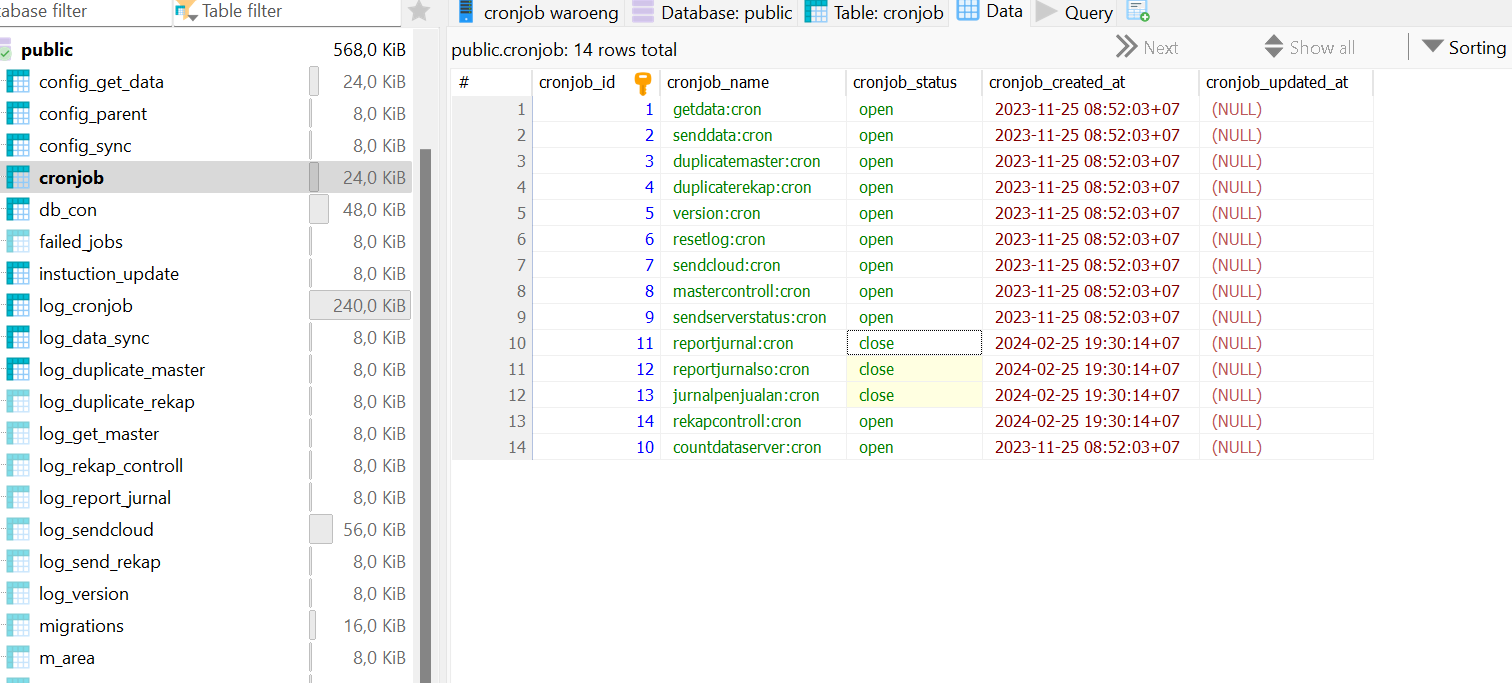 abase filter Table filter
cronjob waroeng Database: public Table: cronjob Data Query
public 568,0 KiB
config_get_data 24,0 KiB
config_parent 8,0 KiB
config_sync 8,0 KiB
cronjob 24,0 KiB
db_con 48,0 KiB
failed_jobs 8,0 KiB
instuction_update 8,0 KiB
log_cronjob 240,0 KiB
log_data_sync 8,0 KiB
log_duplicate_master 8,0 KiB
log_duplicate_rekap 8,0 KiB
log_get_master 8,0 KiB
log_rekap_controll 8,0 KiB
log_report_jurnal 8,0 KiB
log_sendcloud 56,0 KiB
log_send_rekap 8,0 KiB
log_version 8,0 KiB
migrations 16,0 KiB
m_area 8,0 KiB
public.cronjob: 14 rows total Next Show all Sorting
# cronjob_id cronjob_name cronjob_status cronjob_created_at cronjob_updated_at
1 1 getdata:cron open 2023-11-25 08:52:03+07 (NULL)
2 2 senddata:cron open 2023-11-25 08:52:03+07 (NULL)
3 3 duplicatemaster:cron open 2023-11-25 08:52:03+07 (NULL)
4 4 duplicaterekap:cron open 2023-11-25 08:52:03+07 (NULL)
5 5 version:cron open 2023-11-25 08:52:03+07 (NULL)
6 6 resetlog:cron open 2023-11-25 08:52:03+07 (NULL)
7 7 sendcloud:cron open 2023-11-25 08:52:03+07 (NULL)
8 8 mastercontroll:cron open 2023-11-25 08:52:03+07 (NULL)
9 9 sendserverstatus:cron open 2023-11-25 08:52:03+07 (NULL)
10 11 reportjurnal:cron close 2024-02-25 19:30:14+07 (NULL)
11 12 reportjurnalso:cron close 2024-02-25 19:30:14+07 (NULL)
12 13 jurnalpenjualan:cron close 2024-02-25 19:30:14+07 (NULL)
13 14 rekapcontroll:cron open 2024-02-25 19:30:14+07 (NULL)
14 10 countdataserver:cron open 2023-11-25 08:52:03+07 (NULL)